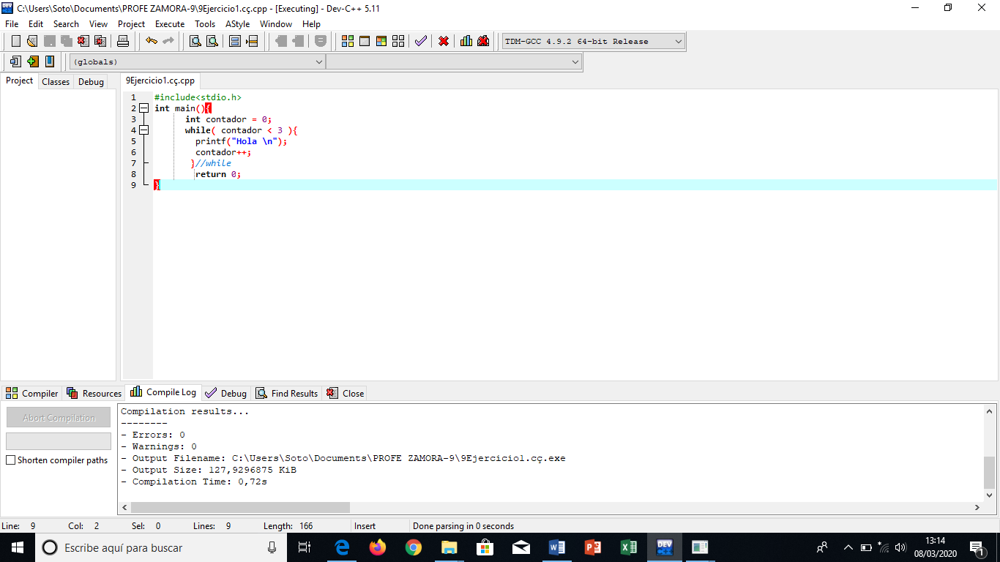 C:\Users\Soto\Documents\PROFE ZAMORA-9\9Ejercicio1.cç.cpp - [Executing] - Dev-C++ 5.11
File Edit Search View Project Execute Tools AStyle Window Help
TDM-GCC 4.9.2 64-bit Release
(globals)
Project Classes Debug
9Ejercicio1.cç.cpp
1 #include<stdio.h>
2 int main(){
3 int contador = 0;
4 while( contador < 3 ){
5 printf("Hola \n");
6 contador++;
7 }//while
8 return 0;
9 }
Compiler Resources Compile Log Debug Find Results Close
Abort Compilation
Shorten compiler paths
Compilation results...
--------
- Errors: 0
- Warnings: 0
- Output Filename: C:\Users\Soto\Documents\PROFE ZAMORA-9\9Ejercicio1.cç.exe
- Output Size: 127,9296875 KiB
- Compilation Time: 0,72s
Line: 9 Col: 2 Sel: 0 Lines: 9 Length: 166 Insert Done parsing in 0 seconds
Escribe aquí para buscar
DEV
13:14
08/03/2020
1